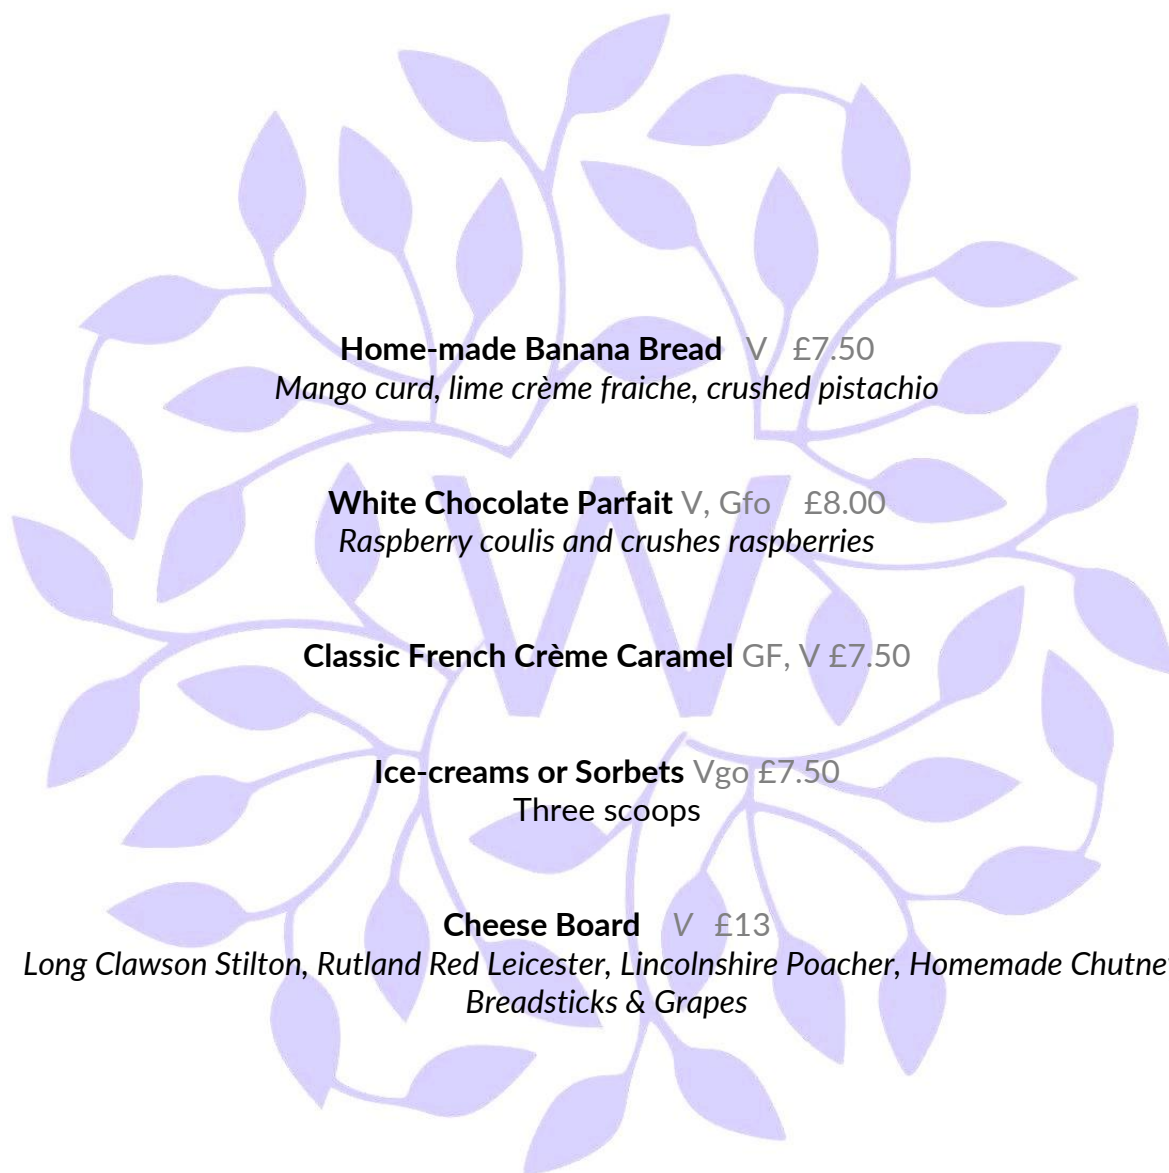 Home-made Banana Bread V £7.50
Mango curd, lime crème fraiche, crushed pistachio
White Chocolate Parfait V, Gfo £8.00
Raspberry coulis and crushes raspberries
W
Classic French Crème Caramel GF, V £7.50
Ice-creams or Sorbets Vgo £7.50
Three scoops
Cheese Board V £13
Long Clawson Stilton, Rutland Red Leicester, Lincolnshire Poacher, Homemade Chutne
Breadsticks & Grapes